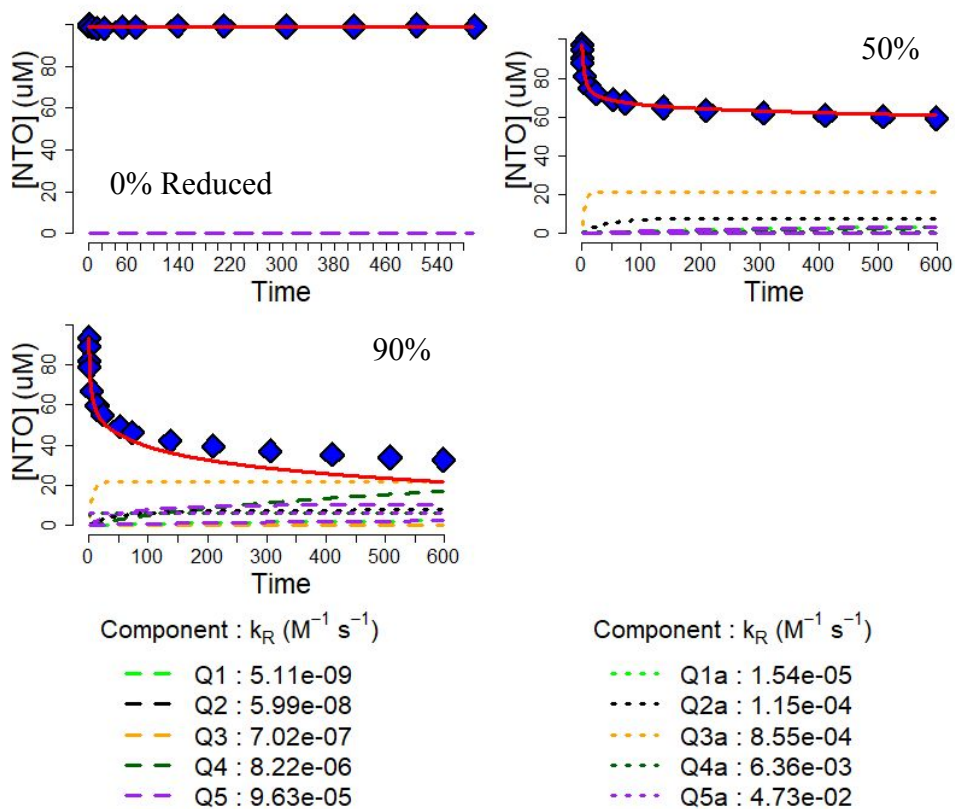 [NTO] (uM)
0 20 40 60 80 100
0% Reduced
0 60 140 220 300 380 460 540
Time
[NTO] (uM)
0 20 40 60 80
50%
0 100 200 300 400 500 600
Time
[NTO] (uM)
0 20 40 60 80
90%
0 100 200 300 400 500 600
Time
Component : kR (M−1 s−1)
Q1 : 5.11e-09
Q2 : 5.99e-08
Q3 : 7.02e-07
Q4 : 8.22e-06
Q5 : 9.63e-05
Component : kR (M−1 s−1)
Q1a : 1.54e-05
Q2a : 1.15e-04
Q3a : 8.55e-04
Q4a : 6.36e-03
Q5a : 4.73e-02